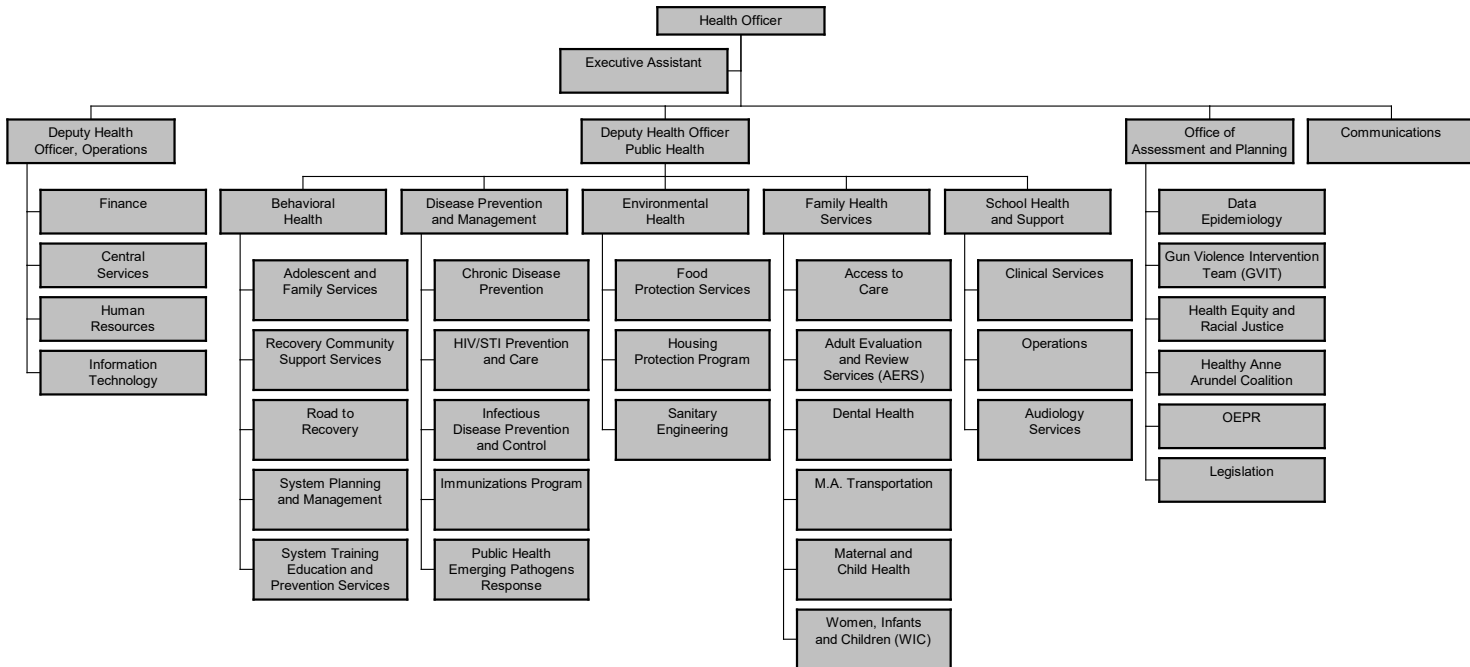 Health Officer
Executive Assistant
Deputy Health
Officer, Operations
Deputy Health Officer
Public Health
Office of
Assessment and Planning
Communications
Finance
Central
Services
Human
Resources
Information
Technology
Behavioral
Health
Adolescent and
Family Services
Recovery Community
Support Services
Road to
Recovery
System Planning
and Management
System Training
Education and
Prevention Services
Disease Prevention
and Management
Chronic Disease
Prevention
HIV/STI Prevention
and Care
Infectious
Disease Prevention
and Control
Immunizations Program
Public Health
Emerging Pathogens
Response
Environmental
Health
Food
Protection Services
Housing
Protection Program
Sanitary
Engineering
Family Health
Services
Access to
Care
Adult Evaluation
and Review
Services (AERS)
Dental Health
M.A. Transportation
Maternal and
Child Health
Women, Infants
and Children (WIC)
School Health
and Support
Clinical Services
Operations
Audiology
Services
Data
Epidemiology
Gun Violence Intervention
Team (GVIT)
Health Equity and
Racial Justice
Healthy Anne
Arundel Coalition
OEPR
Legislation